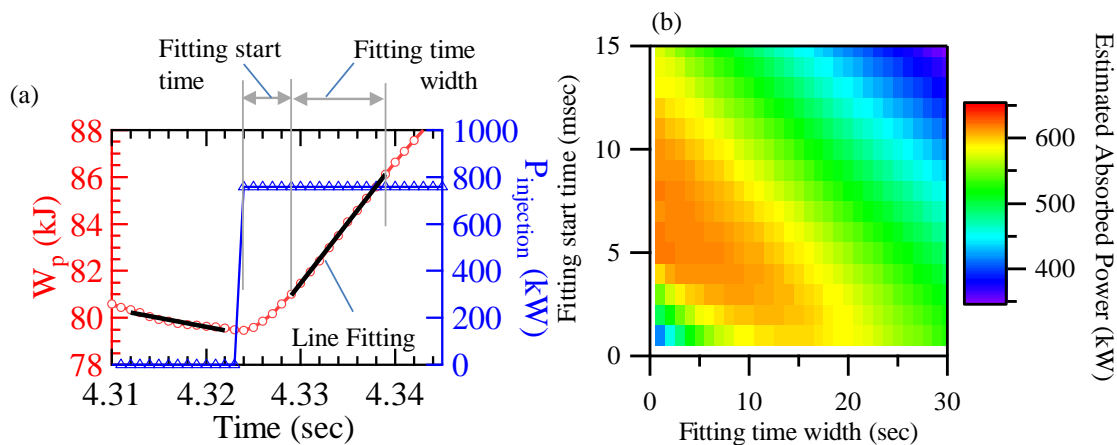 (a)
Fitting start
time
Fitting time
width
88
86
84
82
80
78
W_p (kJ)
1000
800
600
400
200
0
P_injection (kW)
Line Fitting
4.31 4.32 4.33 4.34
Time (sec)
(b)
15
10
5
0
Fitting start time (msec)
0 10 20 30
Fitting time width (sec)
600
500
400
Estimated Absorbed Power (kW)